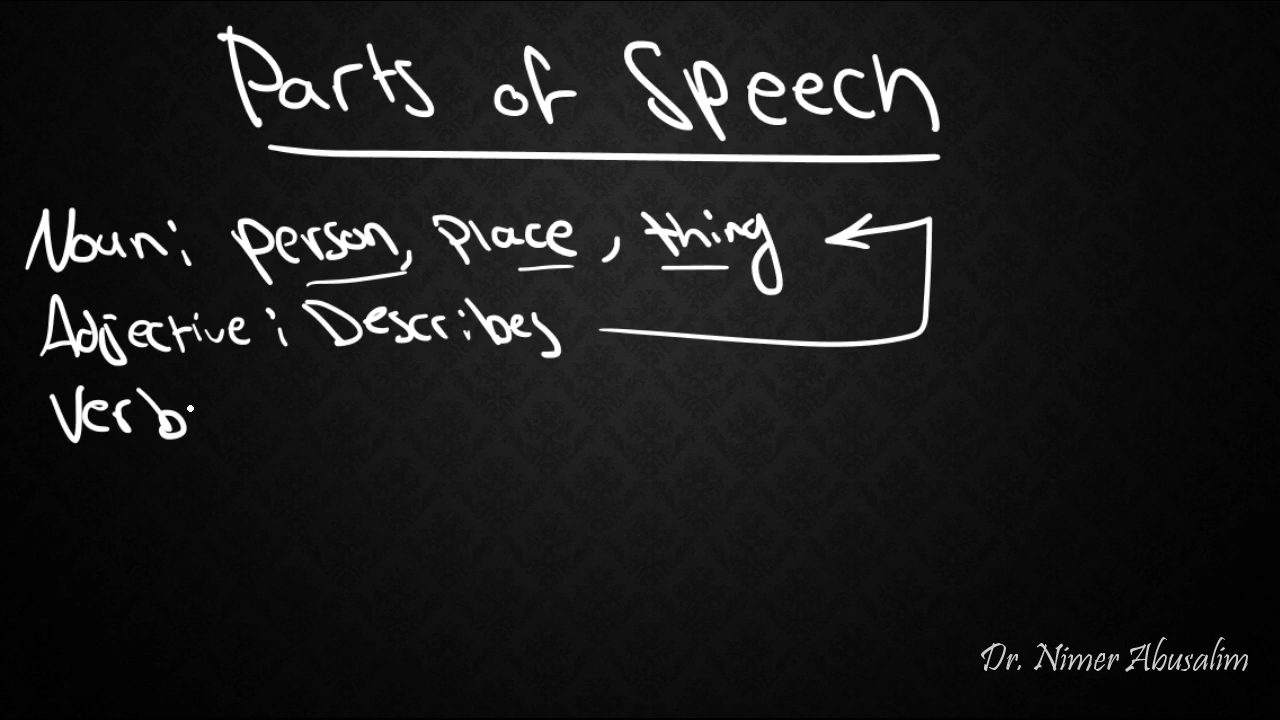 Parts of Speech
Noun: person, place, thing
Adjective: Describes
Verb
Dr. Nimer Abusalim